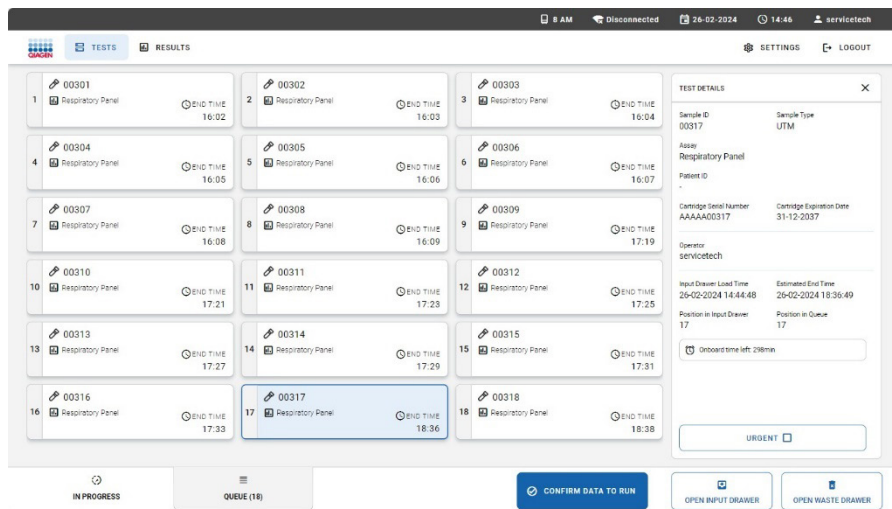 8 AM Disconnected 26-02-2024 14:46 servicetech
QIAGEN TESTS RESULTS SETTINGS LOGOUT
1 00301 Respiratory Panel END TIME 16:02
2 00302 Respiratory Panel END TIME 16:03
3 00303 Respiratory Panel END TIME 16:04
4 00304 Respiratory Panel END TIME 16:05
5 00305 Respiratory Panel END TIME 16:06
6 00306 Respiratory Panel END TIME 16:07
7 00307 Respiratory Panel END TIME 16:08
8 00308 Respiratory Panel END TIME 16:09
9 00309 Respiratory Panel END TIME 17:19
10 00310 Respiratory Panel END TIME 17:21
11 00311 Respiratory Panel END TIME 17:23
12 00312 Respiratory Panel END TIME 17:25
13 00313 Respiratory Panel END TIME 17:27
14 00314 Respiratory Panel END TIME 17:29
15 00315 Respiratory Panel END TIME 17:31
16 00316 Respiratory Panel END TIME 17:33
17 00317 Respiratory Panel END TIME 18:36
18 00318 Respiratory Panel END TIME 18:38
TEST DETAILS
Sample ID Sample Type
00317 UTM
Assay
Respiratory Panel
Patient ID
-
Cartridge Serial Number Cartridge Expiration Date
AAAAA00317 31-12-2037
Operator
servicetech
Input Drawer Load Time Estimated End Time
26-02-2024 14:44:48 26-02-2024 18:36:49
Position in Input Drawer Position in Queue
17 17
Onboard time left: 298min
URGENT
IN PROGRESS QUEUE (18) CONFIRM DATA TO RUN OPEN INPUT DRAWER OPEN WASTE DRAWER